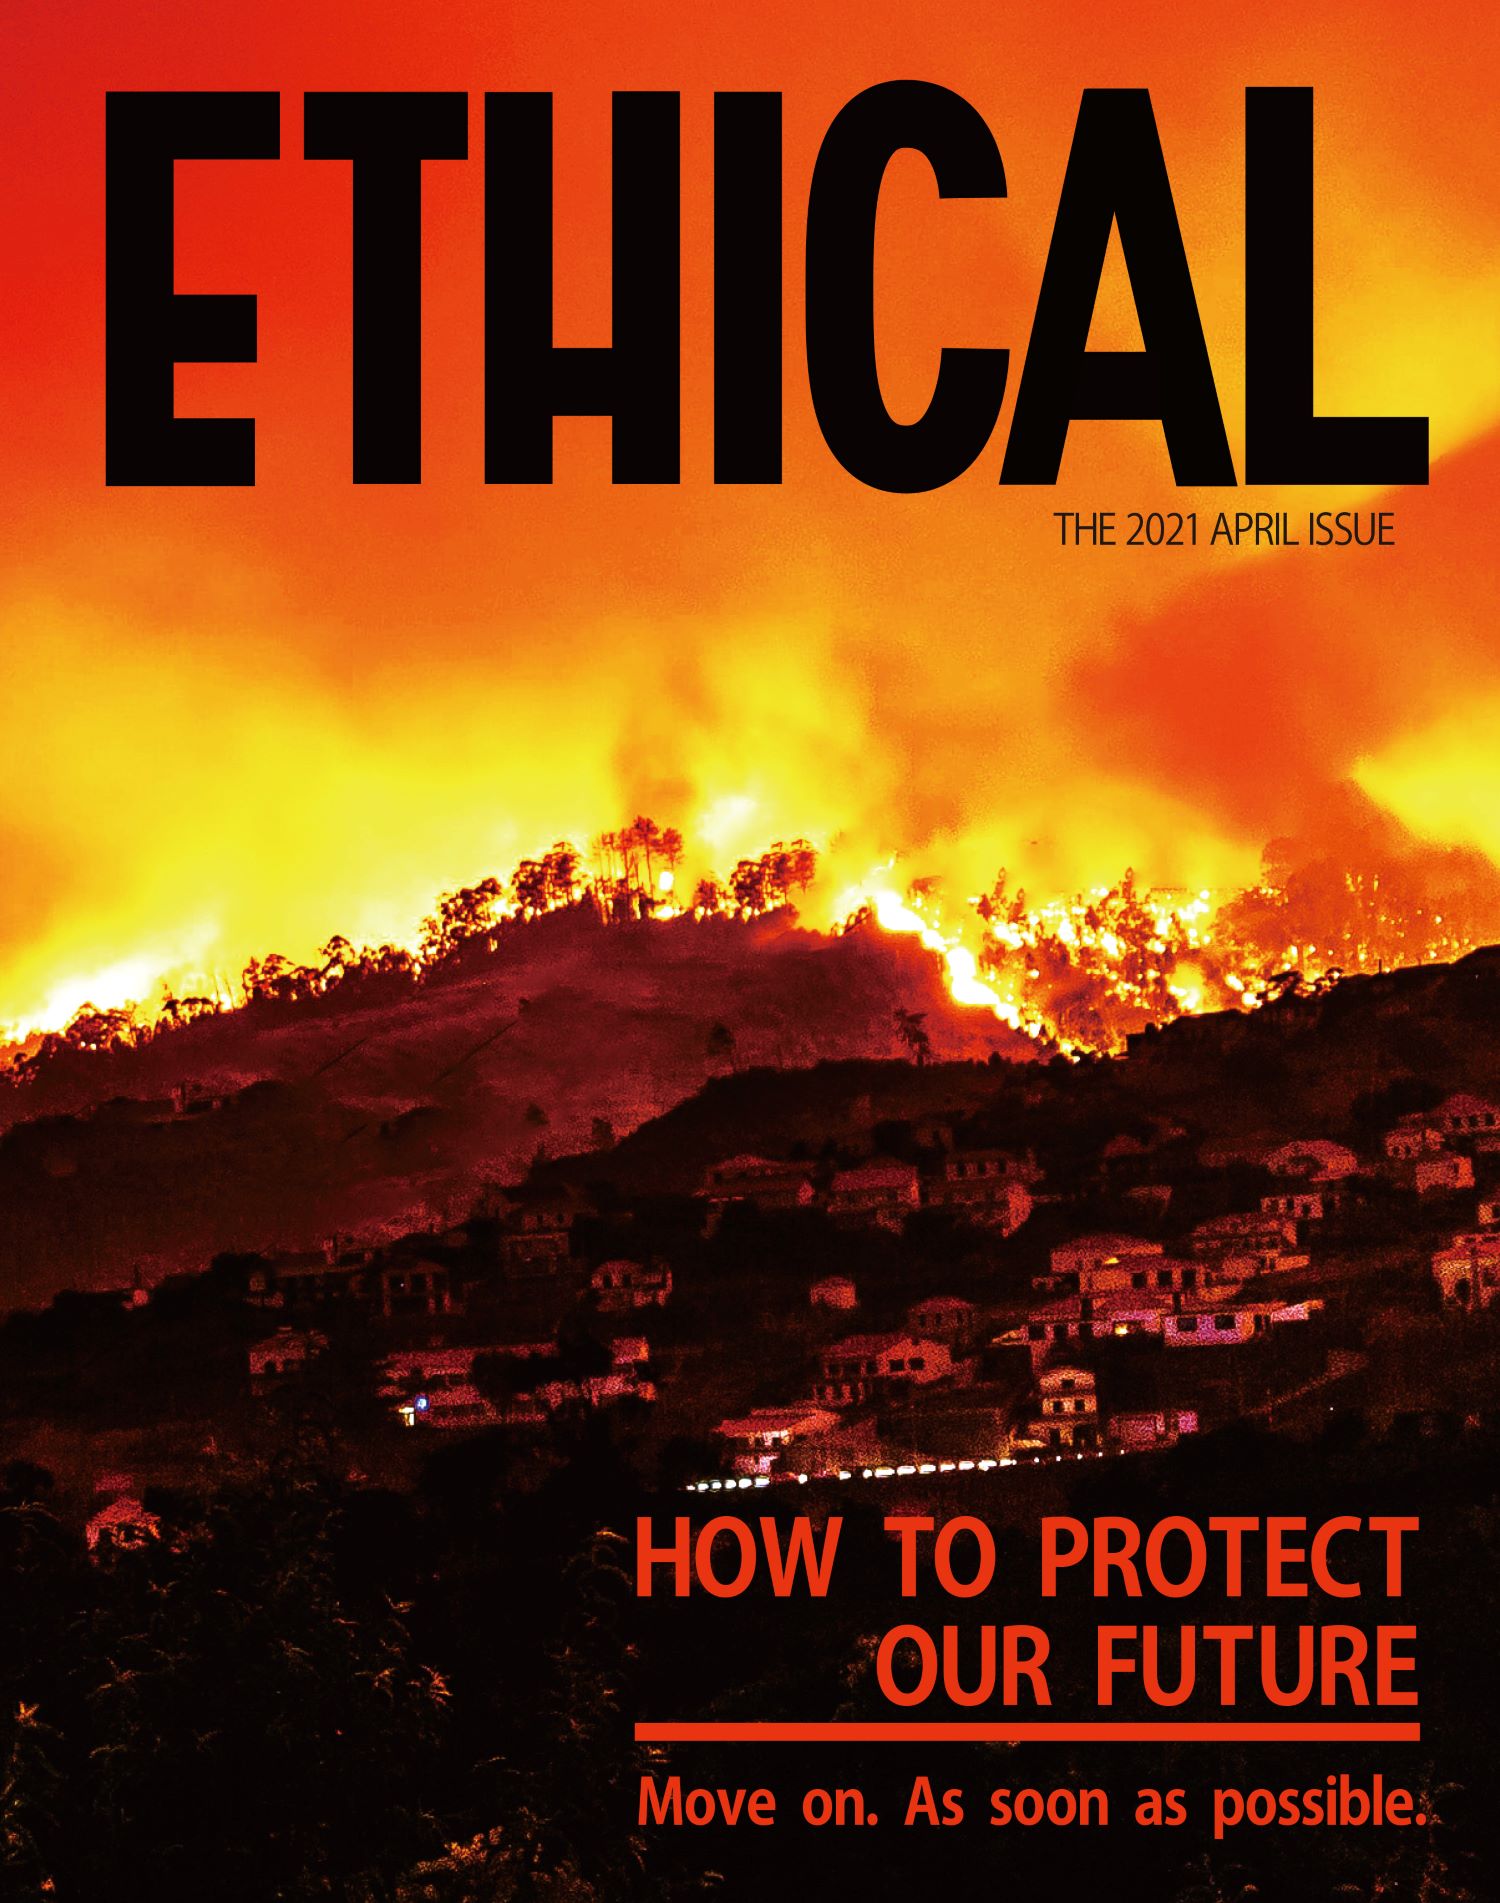 ETHICAL
THE 2021 APRIL ISSUE
HOW TO PROTECT
OUR FUTURE
Move on. As soon as possible.